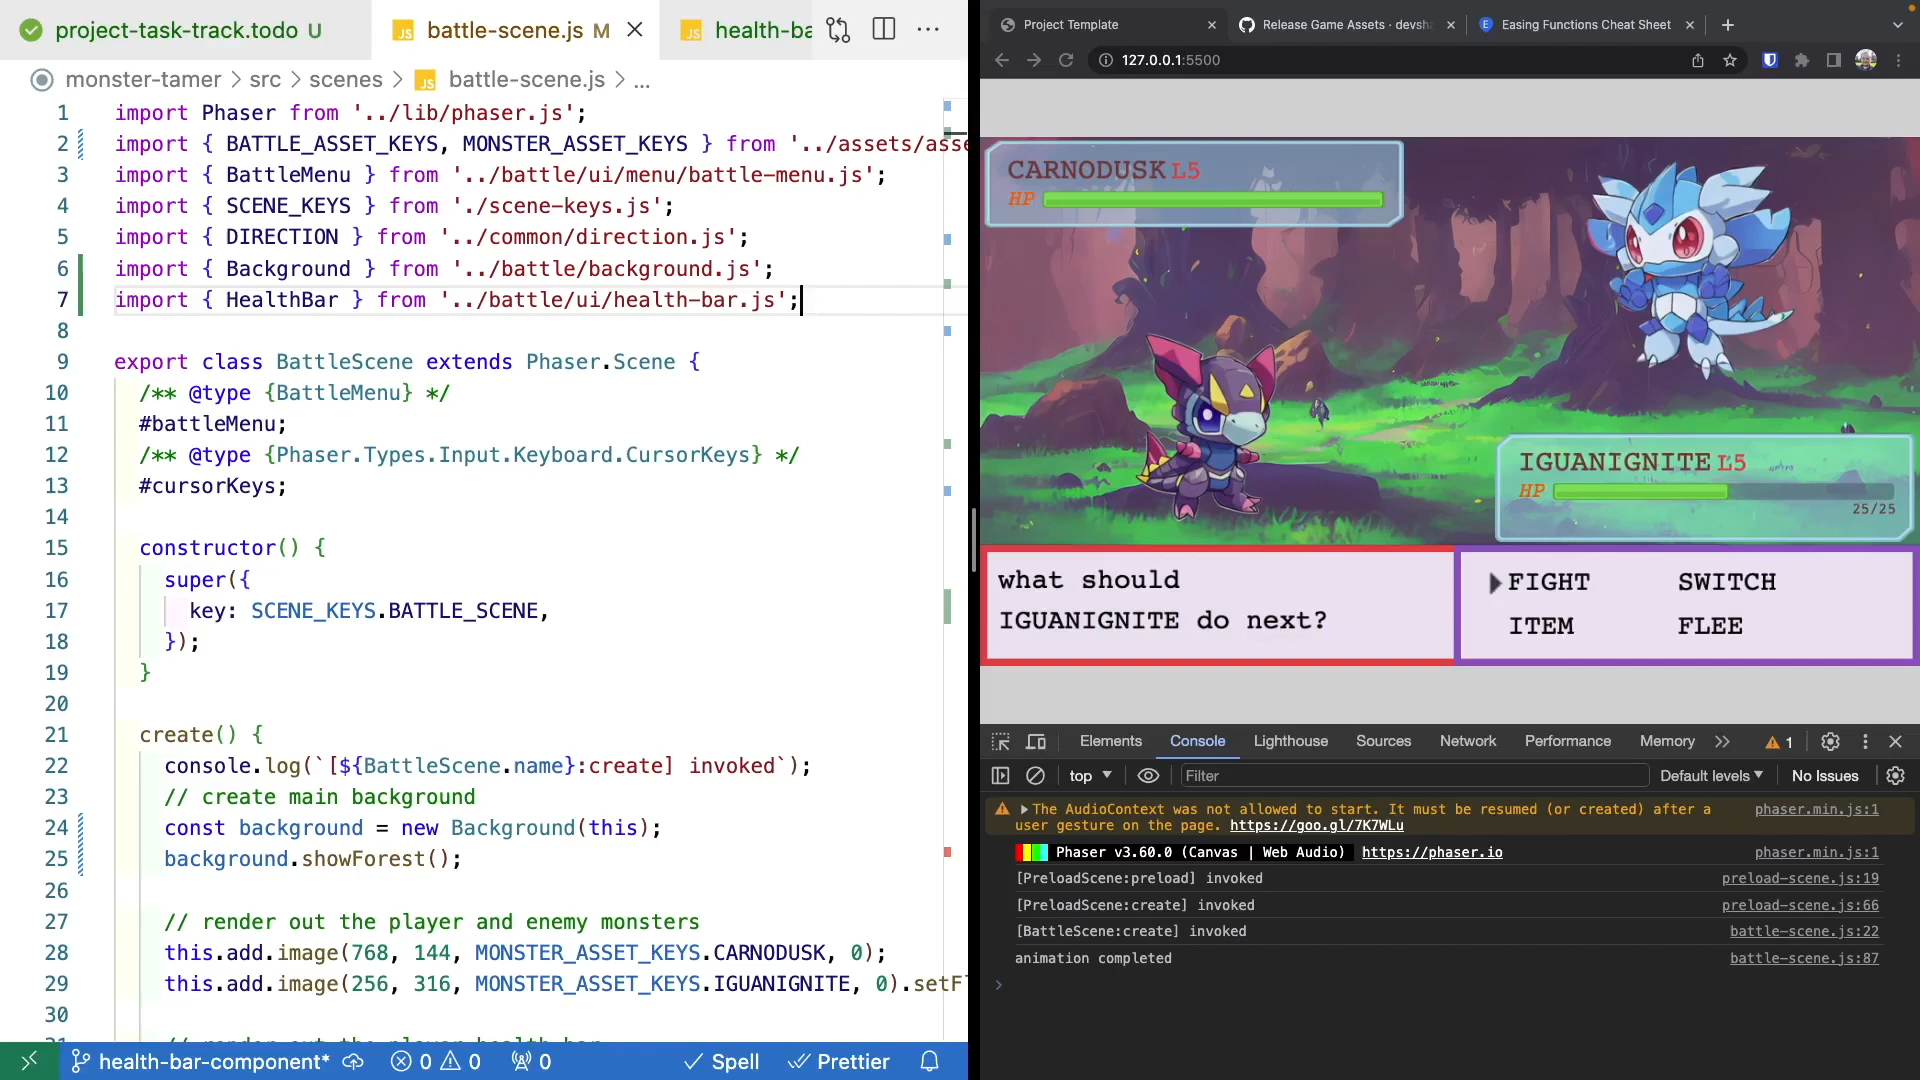 project-task-track.todo U
battle-scene.js M
health-ba
monster-tamer > src > scenes > battle-scene.js > ...
1 import Phaser from '../lib/phaser.js';
2 import { BATTLE_ASSET_KEYS, MONSTER_ASSET_KEYS } from '../assets/asse
3 import { BattleMenu } from '../battle/ui/menu/battle-menu.js';
4 import { SCENE_KEYS } from './scene-keys.js';
5 import { DIRECTION } from '../common/direction.js';
6 import { Background } from '../battle/background.js';
7 import { HealthBar } from '../battle/ui/health-bar.js';
8
9 export class BattleScene extends Phaser.Scene {
10 /** @type {BattleMenu} */
11 #battleMenu;
12 /** @type {Phaser.Types.Input.Keyboard.CursorKeys} */
13 #cursorKeys;
14
15 constructor() {
16 super({
17 key: SCENE_KEYS.BATTLE_SCENE,
18 });
19 }
20
21 create() {
22 console.log(`[${BattleScene.name}:create] invoked`);
23 // create main background
24 const background = new Background(this);
25 background.showForest();
26
27 // render out the player and enemy monsters
28 this.add.image(768, 144, MONSTER_ASSET_KEYS.CARNODUSK, 0);
29 this.add.image(256, 316, MONSTER_ASSET_KEYS.IGUANIGNITE, 0).setF
30
31 // render out the player health bar
health-bar-component* 0 0 0 Spell Prettier
Project Template
Release Game Assets · devsha
Easing Functions Cheat Sheet
127.0.0.1:5500
CARNODUSK L5
HP
IGUANIGNITE L5
HP
25/25
what should
IGUANIGNITE do next?
FIGHT SWITCH
ITEM FLEE
Elements Console Lighthouse Sources Network Performance Memory 1
top Filter Default levels No Issues
The AudioContext was not allowed to start. It must be resumed (or created) after a phaser.min.js:1
user gesture on the page. https://goo.gl/7K7WLu
Phaser v3.60.0 (Canvas | Web Audio) https://phaser.io phaser.min.js:1
[PreloadScene:preload] invoked preload-scene.js:19
[PreloadScene:create] invoked preload-scene.js:66
[BattleScene:create] invoked battle-scene.js:22
animation completed battle-scene.js:87